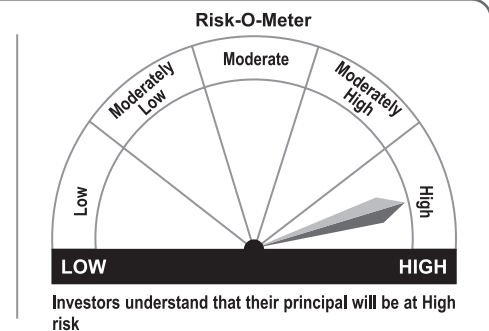 Risk-O-Meter
Low
Moderately
Low
Moderate
Moderately
High
High
LOW
HIGH
Investors understand that their principal will be at High
risk